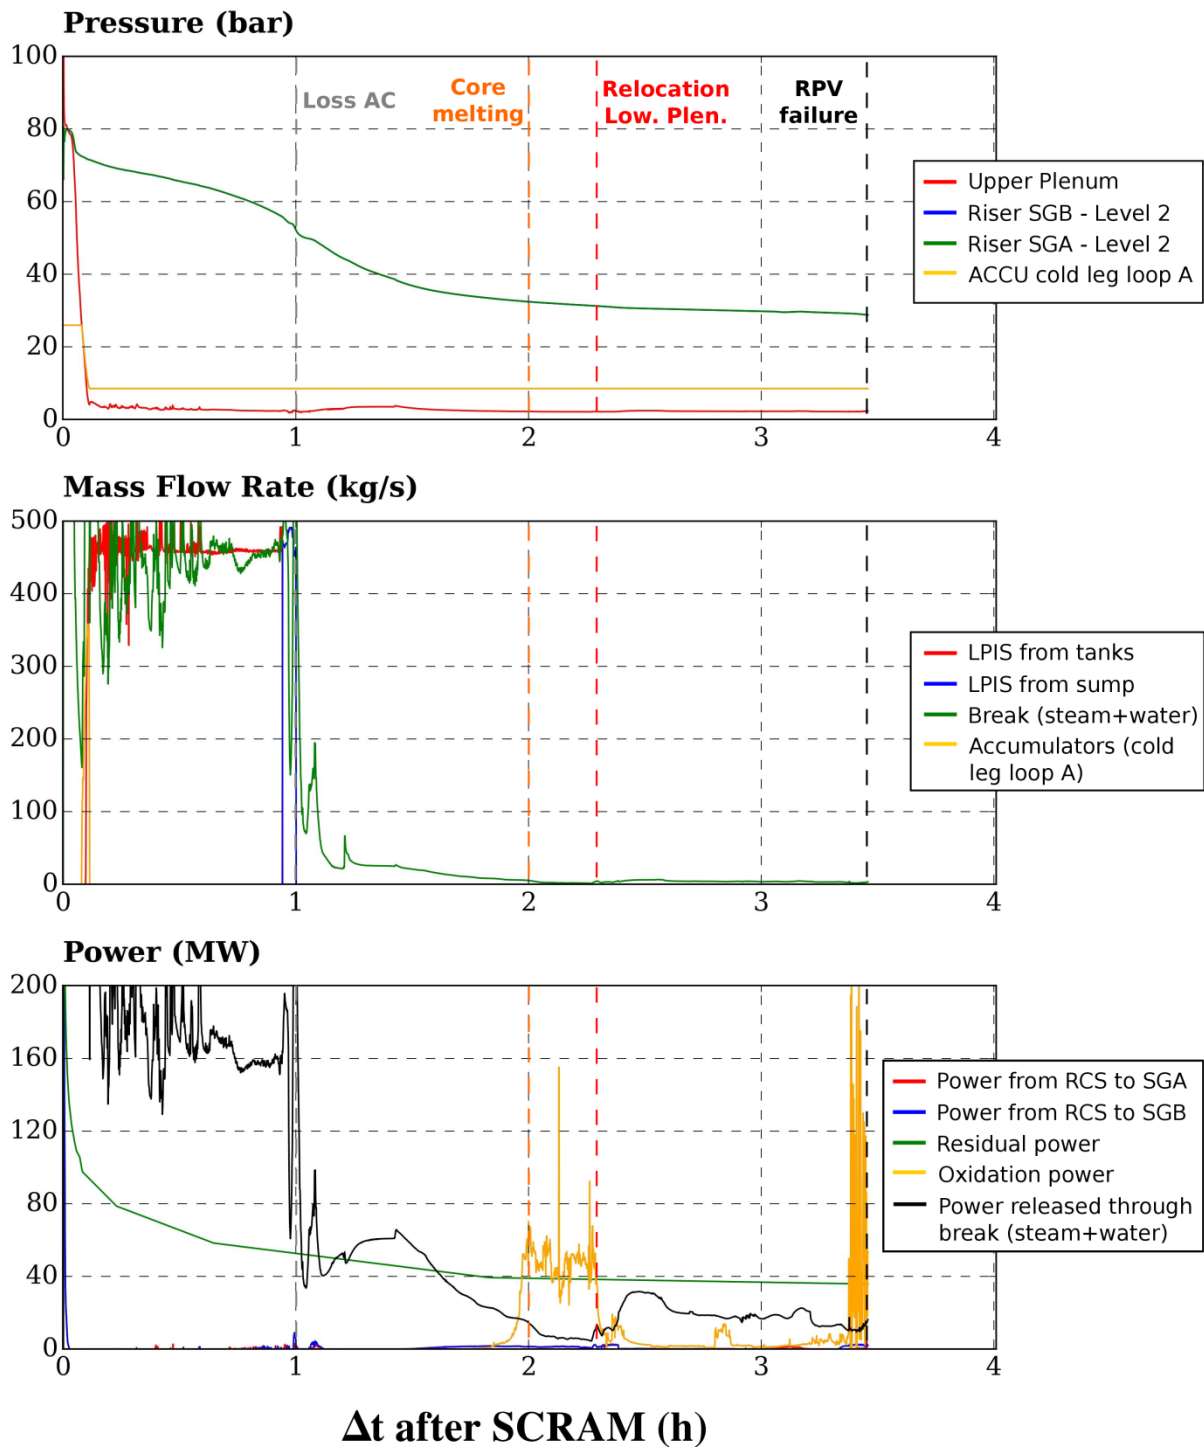 Pressure (bar)
100
80
60
40
20
0
Loss AC
Core
melting
Relocation
Low. Plen.
RPV
failure
0 1 2 3 4
Upper Plenum
Riser SGB - Level 2
Riser SGA - Level 2
ACCU cold leg loop A
Mass Flow Rate (kg/s)
500
400
300
200
100
0
0 1 2 3 4
LPIS from tanks
LPIS from sump
Break (steam+water)
Accumulators (cold
leg loop A)
Power (MW)
200
160
120
80
40
0
0 1 2 3 4
Power from RCS to SGA
Power from RCS to SGB
Residual power
Oxidation power
Power released through
break (steam+water)
Δt after SCRAM (h)